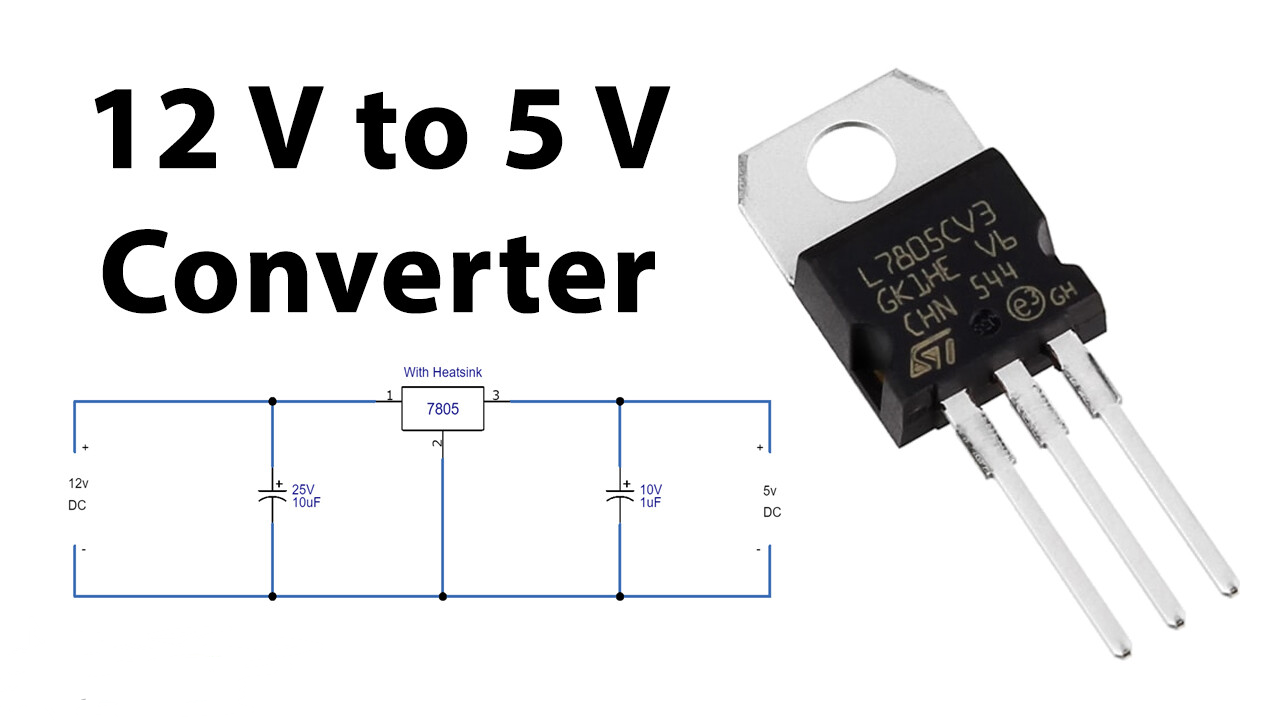 12 V to 5 V
Converter
L7805CV3
GK1HE V6
CHN 544
e3 GH
ST
With Heatsink
1
7805
3
2
+
12v
DC
-
+
25V
10uF
+
10V
1uF
+
5v
DC
-